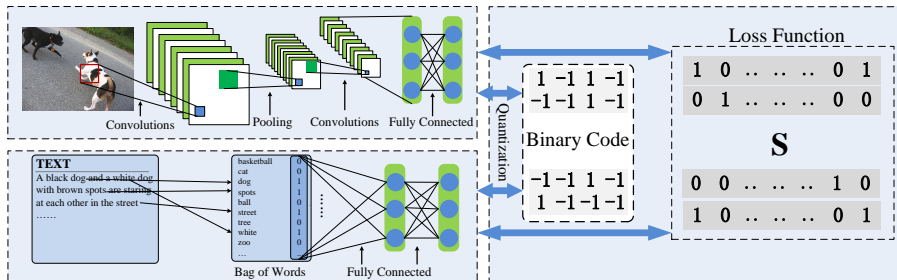 Convolutions
Pooling
Convolutions
Fully Connected
TEXT
A black dog and a white dog
with brown spots are staring
at each other in the street
......
basketball 0
cat 0
dog 1
spots 1
ball 0
street 1
tree 0
white 1
zoo 0
... ...
Bag of Words
Fully Connected
Quantization
1 -1 1 -1
-1 1 1 -1
Binary Code
-1 -1 1 -1
1 -1 -1 -1
Loss Function
1 0 .. .. .. 0 1
0 1 .. .. .. 0 0
S
0 0 .. .. .. 1 0
1 0 .. .. .. 0 1